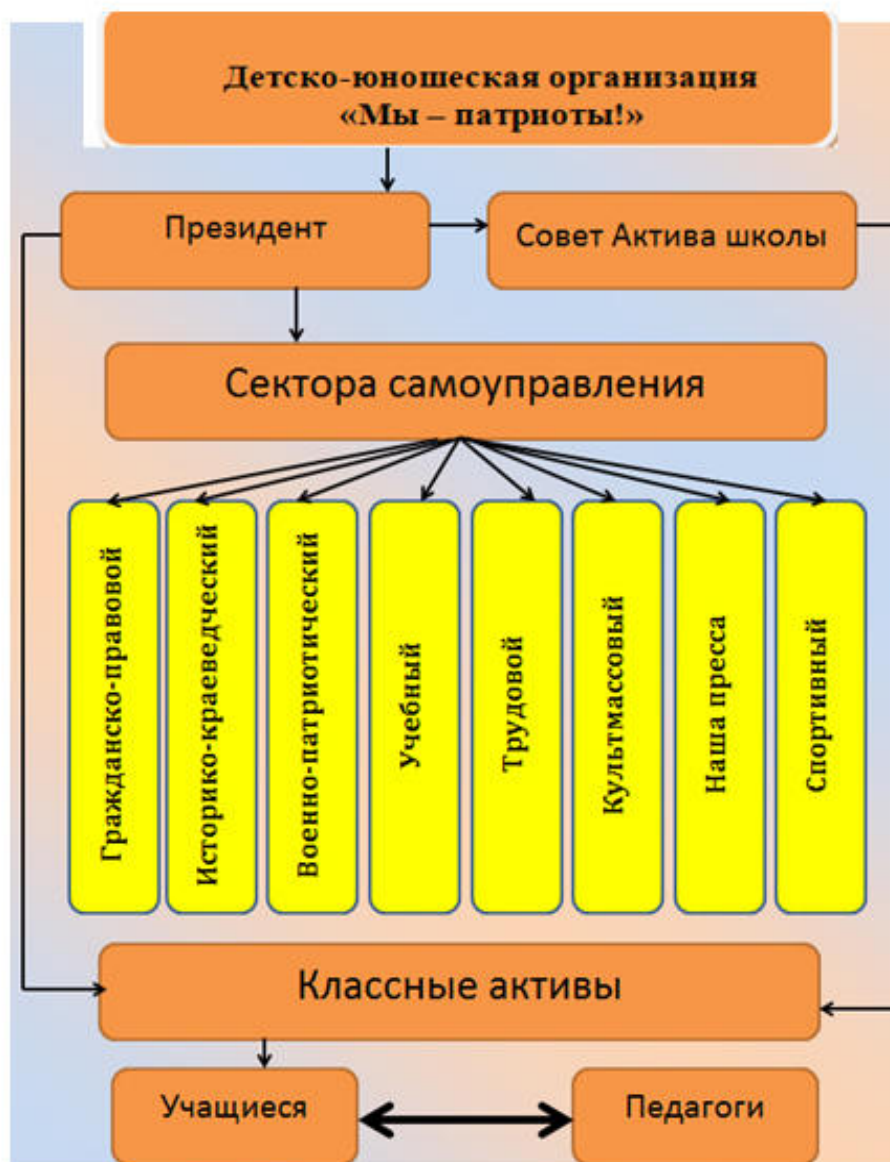 Детско-юношеская организация
«Мы – патриоты!»
Президент
Совет Актива школы
Сектора самоуправления
Гражданско-правовой
Историко-краеведческий
Военно-патриотический
Учебный
Трудовой
Культмассовый
Наша пресса
Спортивный
Классные активы
Учащиеся
Педагоги